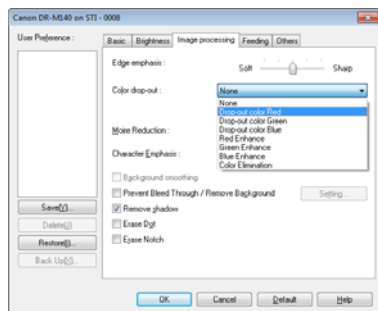 Canon DR-M140 on STI - 0008
User Preference :
Basic Brightness Image processing Feeding Others
Edge emphasis : Soft Sharp
Color drop-out : None
None
Drop-out color Red
Drop-out color Green
Drop-out color Blue
Moire Reduction : Red Enhance
Green Enhance
Character Emphasis : Blue Enhance
Color Elimination
Background smoothing
Prevent Bleed Through / Remove Background Setting...
Save(V)... Remove shadow
Delete(J) Erase Dot
Restore(I)... Erase Notch
Back Up(X)...
OK Cancel Default Help